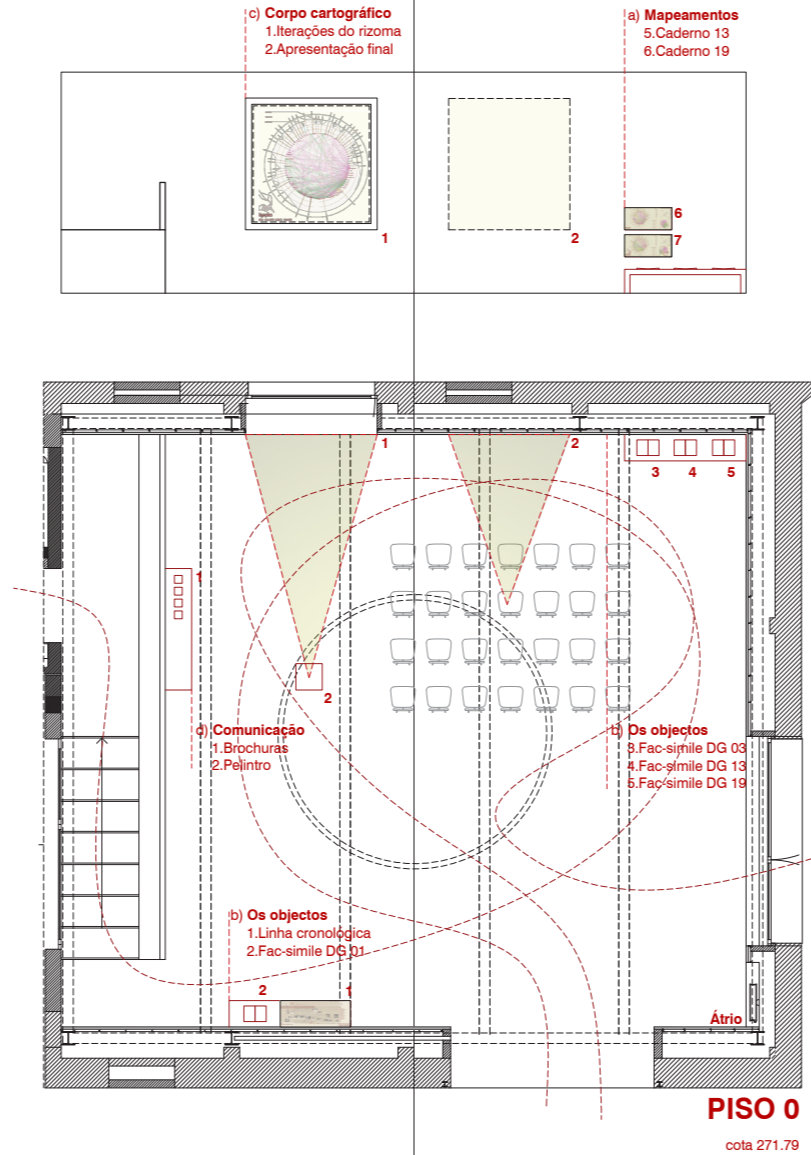 c) Corpo cartográfico
1.Iterações do rizoma
2.Apresentação final
a) Mapeamentos
5.Caderno 13
6.Caderno 19
1
2
6
7
1
2
3
4
5
1
2
d) Comunicação
1.Brochuras
2.Pelintro
b) Os objectos
3.Fac-simile DG 03
4.Fac-simile DG 13
5.Fac-simile DG 19
b) Os objectos
1.Linha cronológica
2.Fac-simile DG 01
2
1
Átrio
PISO 0
cota 271.79